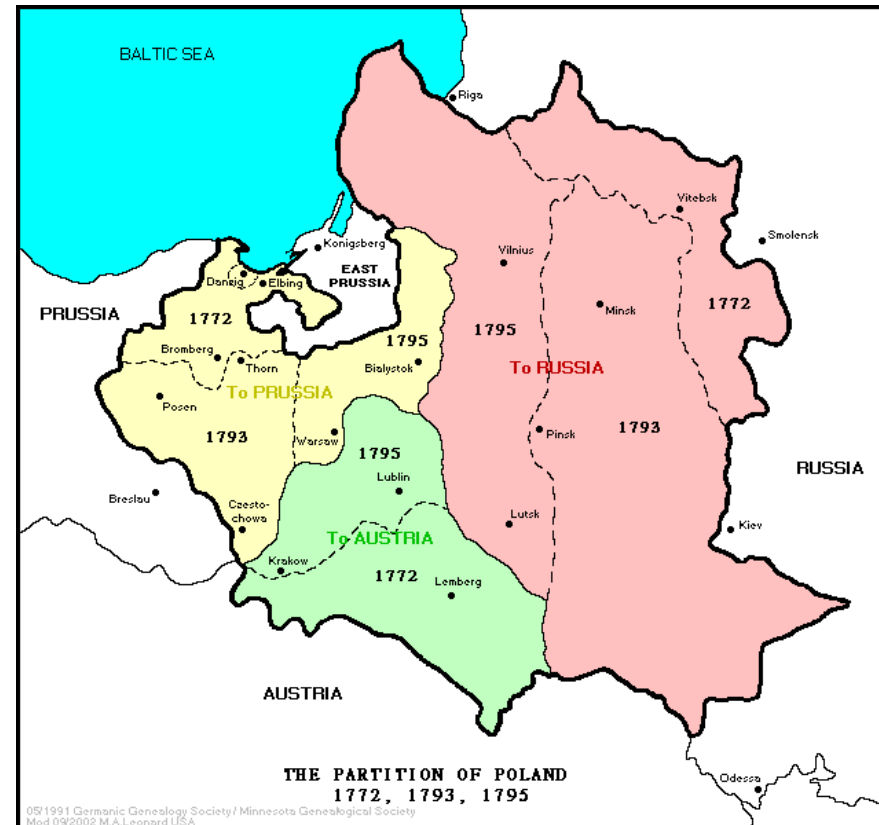 BALTIC SEA
Riga
Vitebsk
Smolensk
Konigsberg
Vilnius
EAST
PRUSSIA
Danzig
Elbing
PRUSSIA
1772
1772
Minsk
1795
1795
Bromberg
Thorn
Bialystok
To RUSSIA
To PRUSSIA
Posen
1793
Warsaw
Pinsk
1793
1795
RUSSIA
Lublin
Breslau
Czesto-
chowa
Lutsk
Kiev
To AUSTRIA
Krakow
1772
Lemberg
AUSTRIA
THE PARTITION OF POLAND
1772, 1793, 1795
Odessa
05/1991 Germanic Genealogy Society / Minnesota Genealogical Society
Mod 09/2002 M.A.Leonard USA